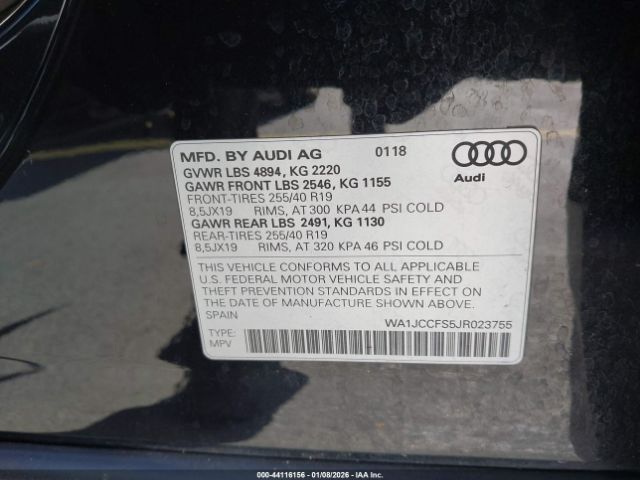 MFD. BY AUDI AG 0118
GVWR LBS 4894, KG 2220
GAWR FRONT LBS 2546, KG 1155
FRONT-TIRES 255/40 R19
8,5JX19 RIMS, AT 300 KPA 44 PSI COLD
GAWR REAR LBS 2491, KG 1130
REAR-TIRES 255/40 R19
8,5JX19 RIMS, AT 320 KPA 46 PSI COLD
Audi
THIS VEHICLE CONFORMS TO ALL APPLICABLE
U.S. FEDERAL MOTOR VEHICLE SAFETY AND
THEFT PREVENTION STANDARDS IN EFFECT ON
THE DATE OF MANUFACTURE SHOWN ABOVE.
SPAIN
WA1JCCFS5JR023755
TYPE:
MPV
000-44116156 | 01/08/2026 | IAAI.COM